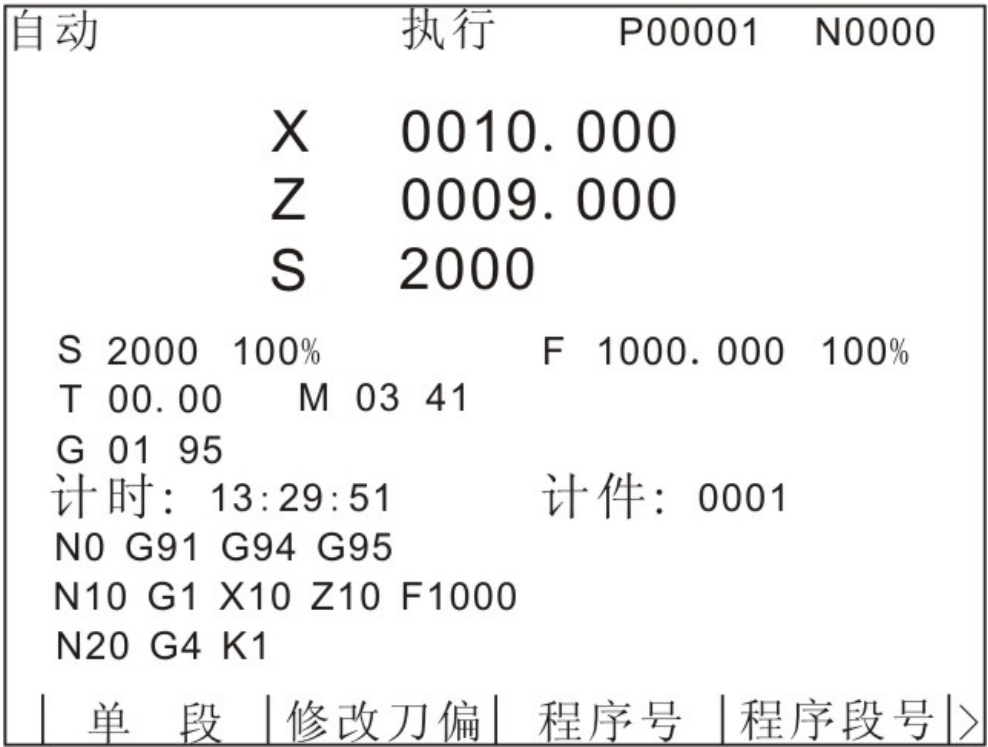 自动 执行 P00001 N0000
X 0010.000
Z 0009.000
S 2000
S 2000 100% F 1000.000 100%
T 00.00 M 03 41
G 01 95
计时: 13:29:51 计件: 0001
N0 G91 G94 G95
N10 G1 X10 Z10 F1000
N20 G4 K1
单 段 修改刀偏 程序号 程序段号 >